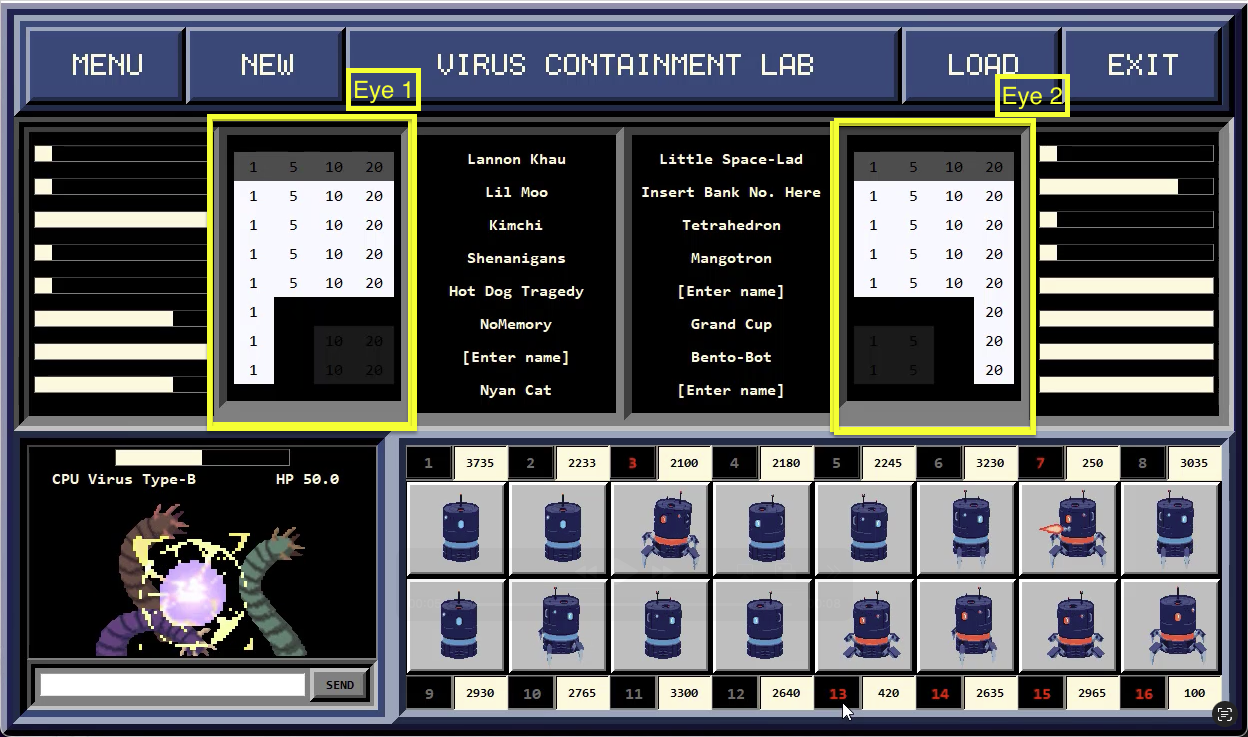 MENU
NEW
VIRUS CONTAINMENT LAB
LOAD
EXIT
Eye 1
Eye 2
1 5 10 20
1 5 10 20
1 5 10 20
1 5 10 20
1 5 10 20
1
1 10 20
1 10 20
Lannon Khau
Lil Moo
Kimchi
Shenanigans
Hot Dog Tragedy
NoMemory
[Enter name]
Nyan Cat
Little Space-Lad
Insert Bank No. Here
Tetrahedron
Mangotron
[Enter name]
Grand Cup
Bento-Bot
[Enter name]
1 5 10 20
1 5 10 20
1 5 10 20
1 5 10 20
1 5 10 20
20
1 5 20
1 5 20
CPU Virus Type-B
HP 50.0
SEND
1 3735 2 2233 3 2100 4 2180 5 2245 6 3230 7 250 8 3035
9 2930 10 2765 11 3300 12 2640 13 420 14 2635 15 2965 16 100